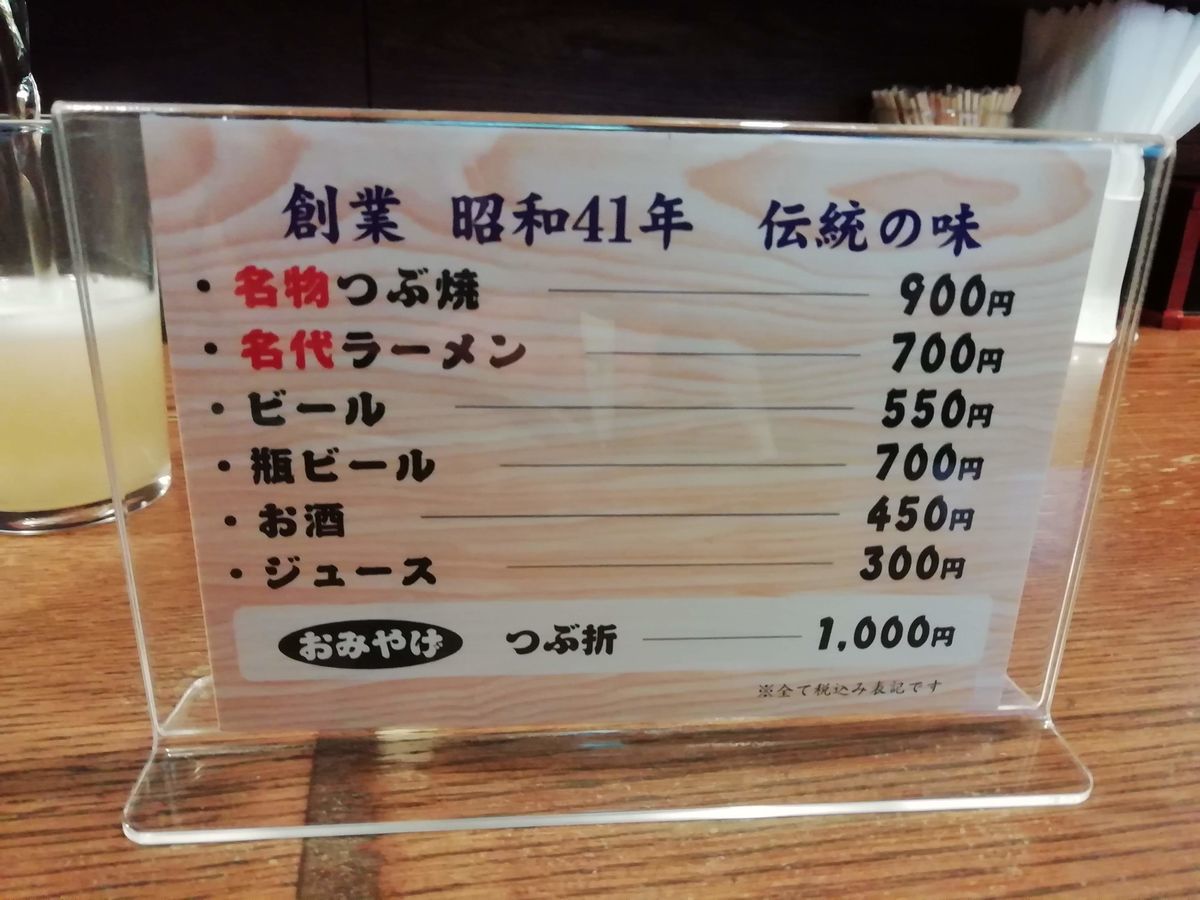 創業 昭和41年 伝統の味
・名物つぶ焼 900円
・名代ラーメン 700円
・ビール 550円
・瓶ビール 700円
・お酒 450円
・ジュース 300円
おみやげ つぶ折 1,000円
※全て税込み表記です